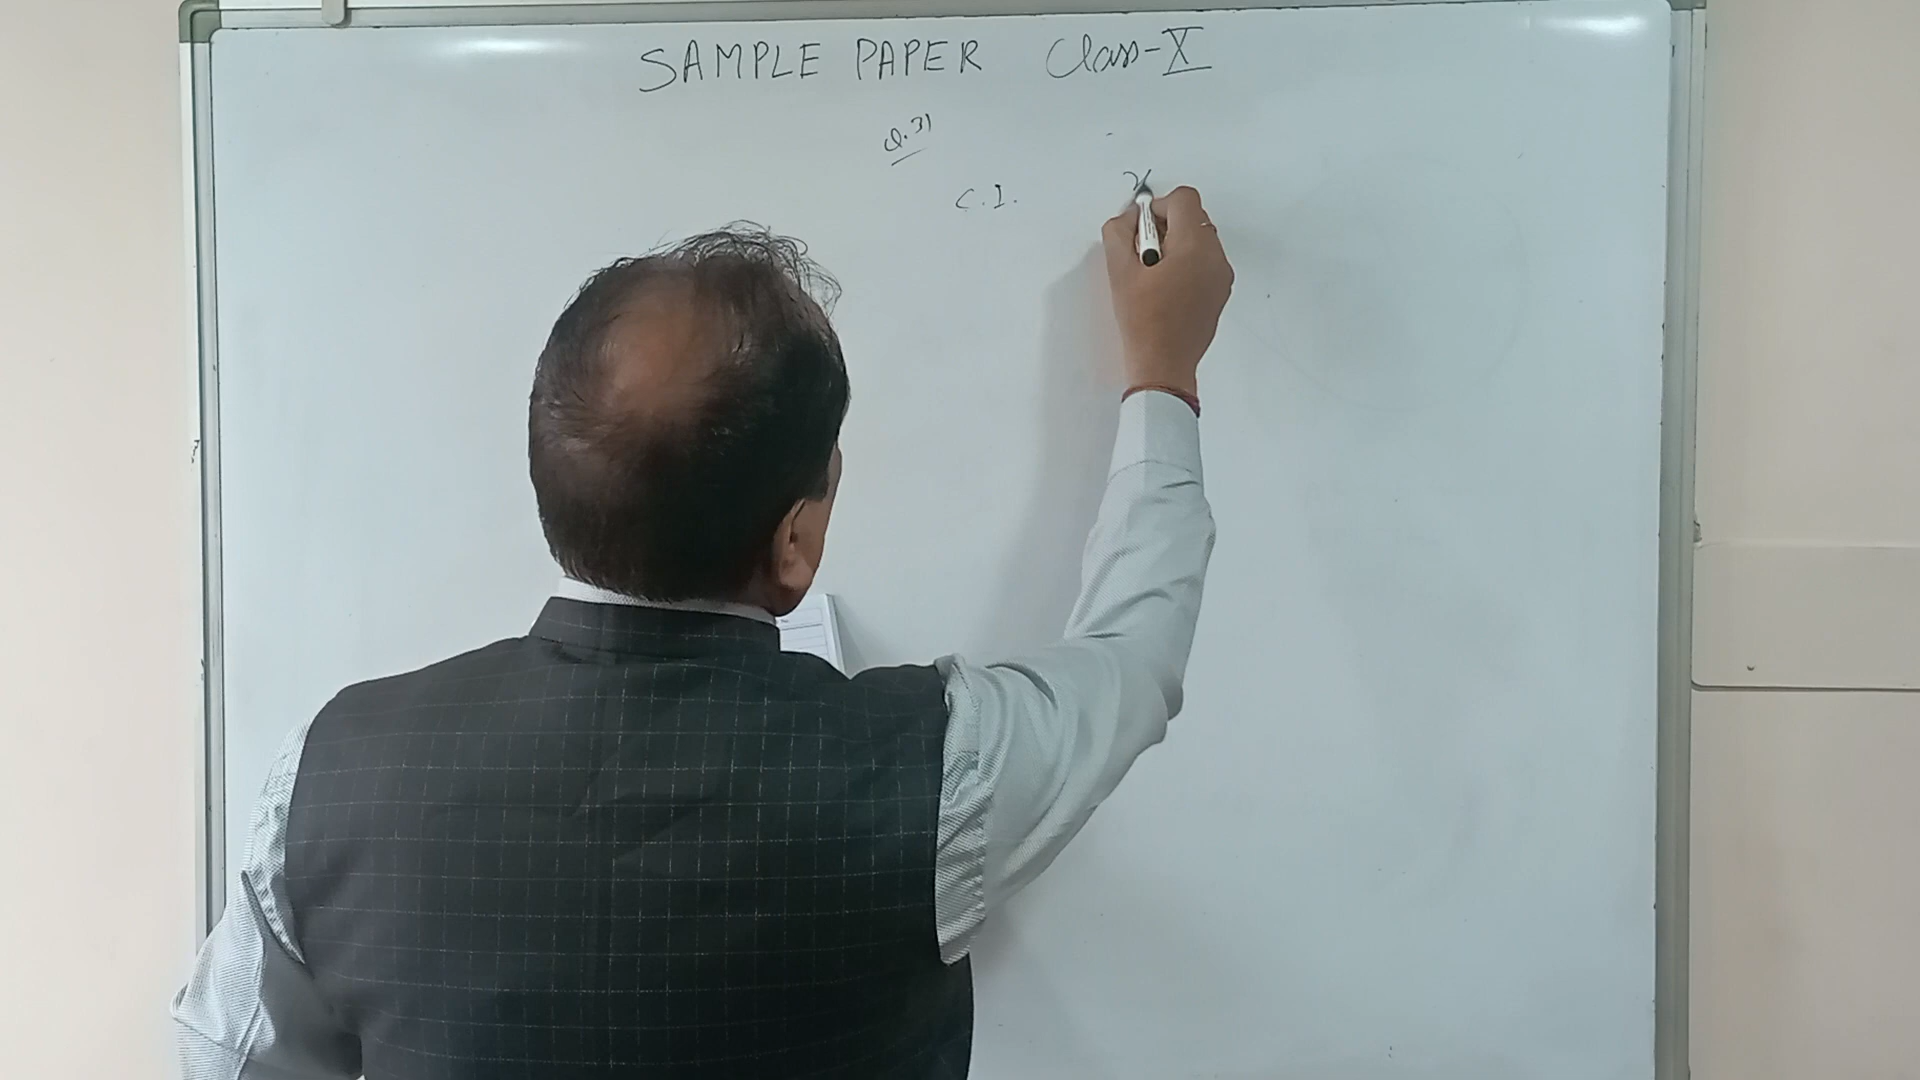 SAMPLE PAPER Class-X
Q.31
C.I. x